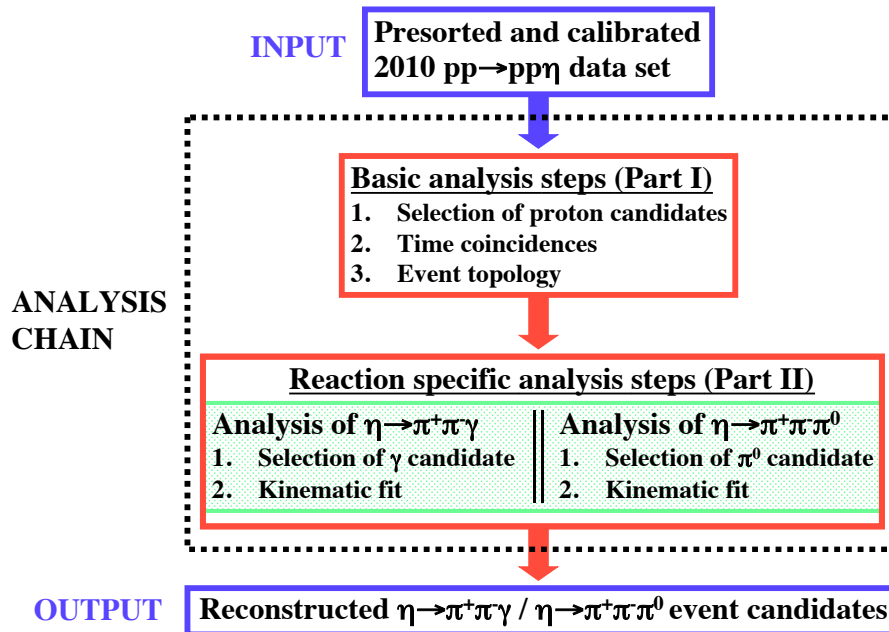 INPUT
Presorted and calibrated
2010 pp→ppη data set
Basic analysis steps (Part I)
1. Selection of proton candidates
2. Time coincidences
3. Event topology
ANALYSIS
CHAIN
Reaction specific analysis steps (Part II)
Analysis of η→π⁺π⁻γ
1. Selection of γ candidate
2. Kinematic fit
Analysis of η→π⁺π⁻π⁰
1. Selection of π⁰ candidate
2. Kinematic fit
OUTPUT
Reconstructed η→π⁺π⁻γ / η→π⁺π⁻π⁰ event candidates